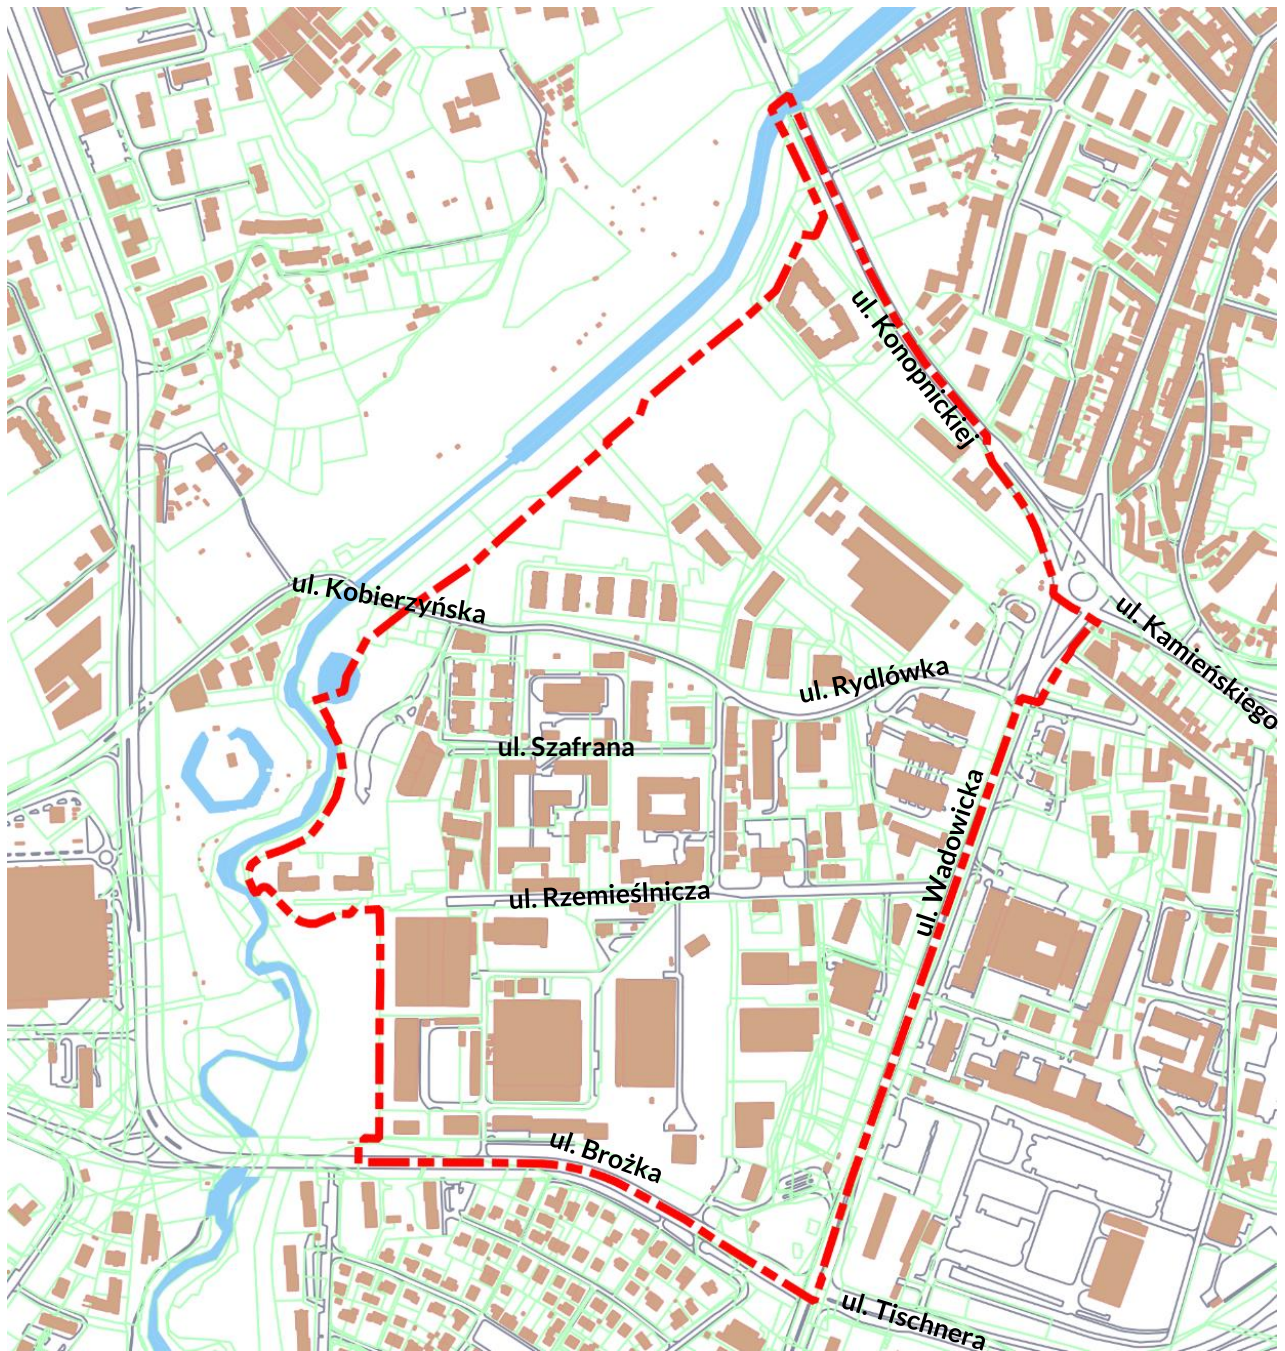 ul. Konopnickiej
ul. Kobierzyńska
ul. Kamieńskiego
ul. Rydlówka
ul. Szafrana
ul. Wadowicka
ul. Rzemieślnicza
ul. Brożka
ul. Tischnera